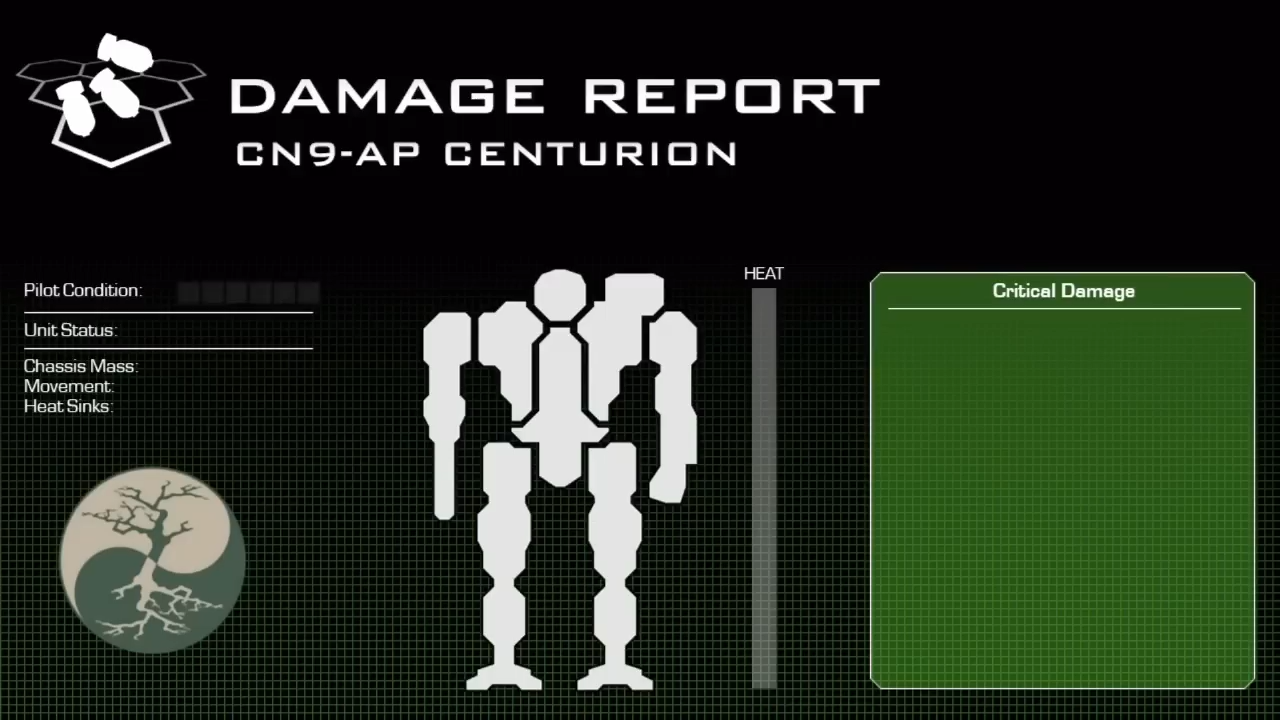 DAMAGE REPORT
CN9-AP CENTURION
Pilot Condition:
Unit Status:
Chassis Mass:
Movement:
Heat Sinks:
HEAT
Critical Damage